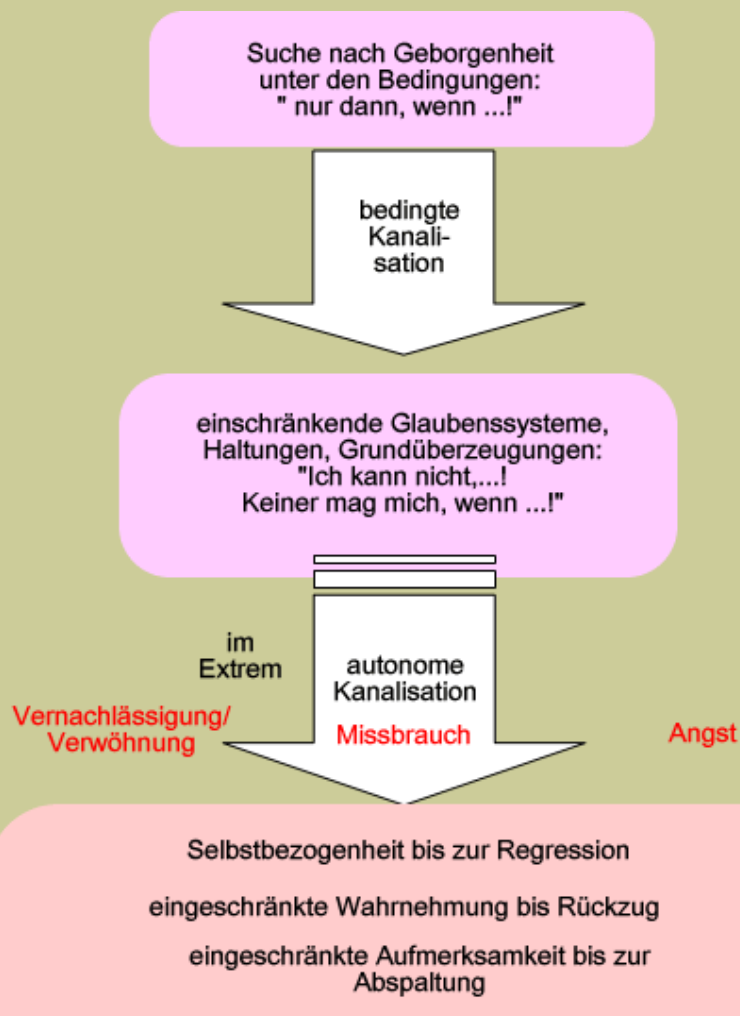 Suche nach Geborgenheit
unter den Bedingungen:
" nur dann, wenn ...!"
bedingte
Kanali-
sation
einschränkende Glaubenssysteme,
Haltungen, Grundüberzeugungen:
"Ich kann nicht,...!
Keiner mag mich, wenn ...!"
im
Extrem
autonome
Kanalisation
Vernachlässigung/
Verwöhnung
Missbrauch
Angst
Selbstbezogenheit bis zur Regression
eingeschränkte Wahrnehmung bis Rückzug
eingeschränkte Aufmerksamkeit bis zur
Abspaltung